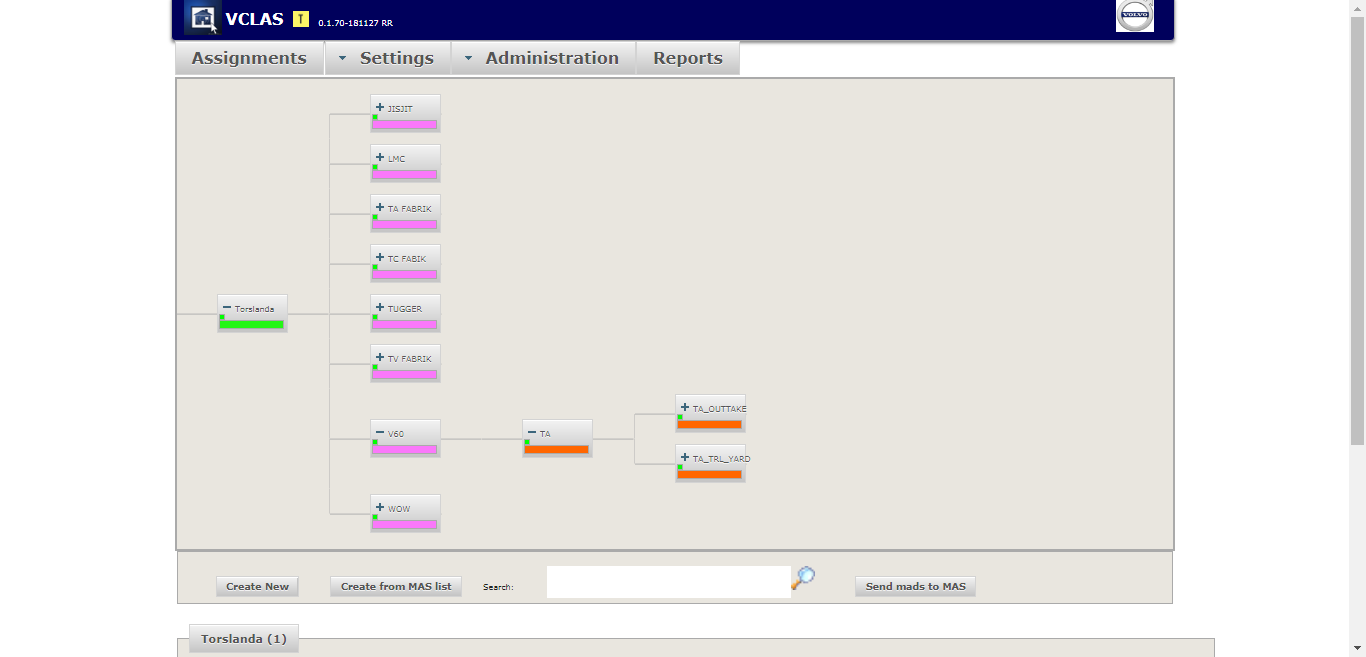 VCLAS T 0.1.70-181127 RR
VOLVO
Assignments Settings Administration Reports
JISJIT
LMC
TA FABRIK
TC FABIK
Torslanda
TUGGER
TV FABRIK
TA_OUTTAKE
V60
TA
TA_TRL_YARD
WOW
Create New Create from MAS list Search: Send mads to MAS
Torslanda (1)